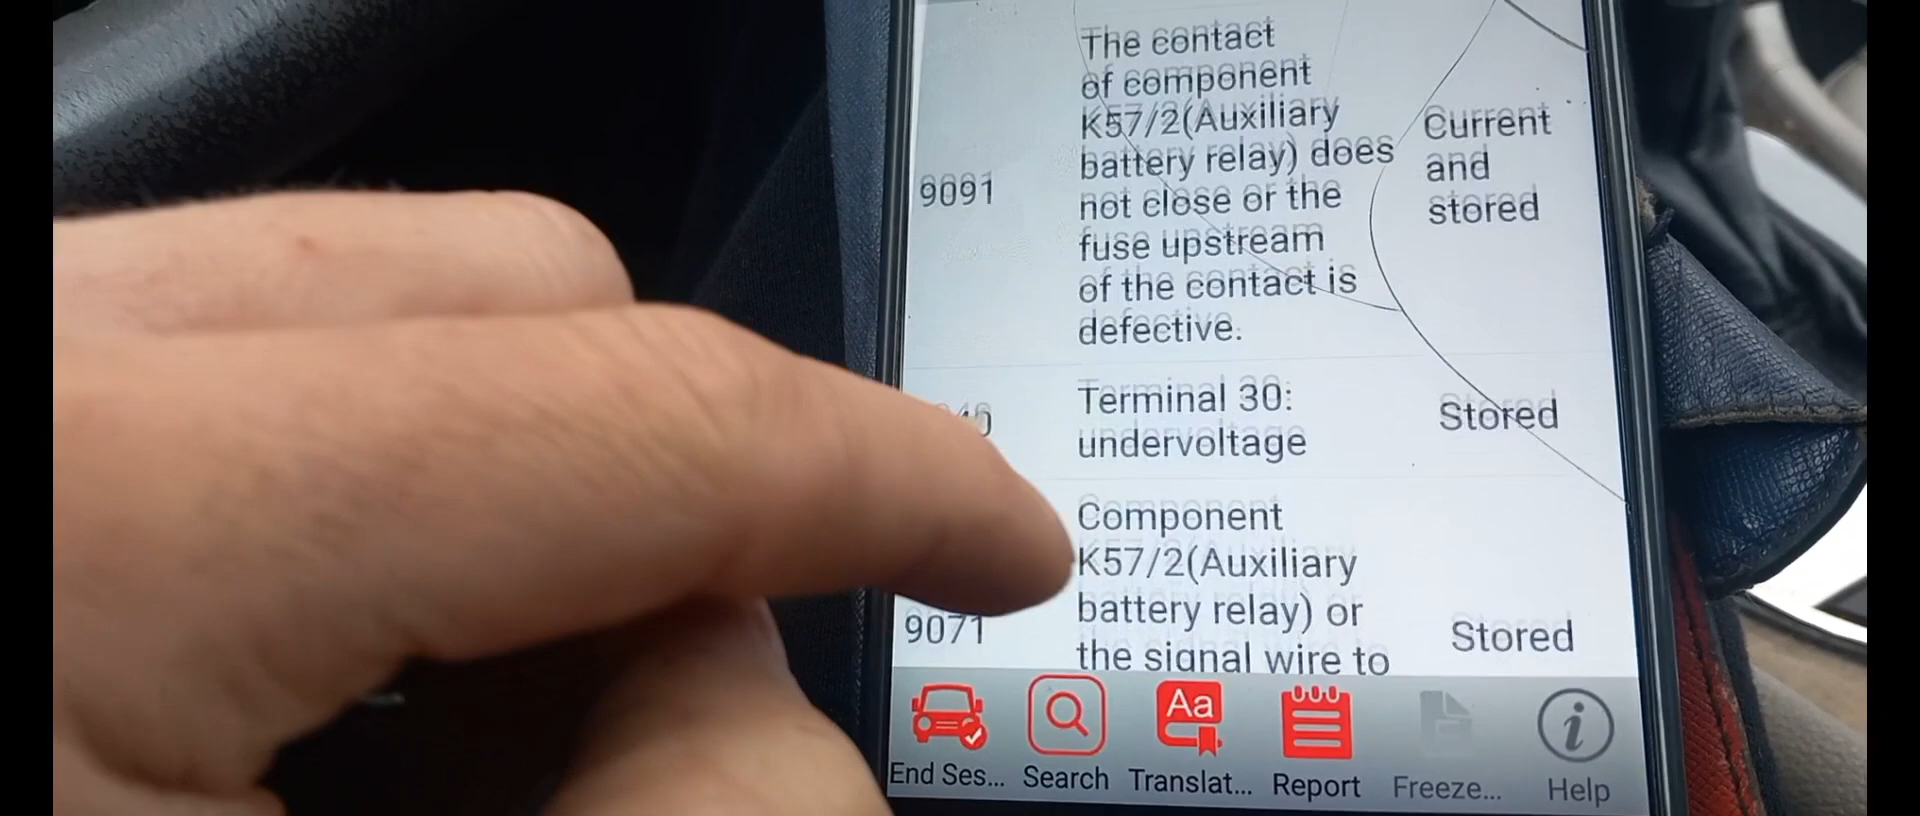 The contact
of component
K57/2(Auxiliary
battery relay) does
not close or the
fuse upstream
of the contact is
defective.
9091
Current
and
stored
Terminal 30:
undervoltage
Stored
Component
K57/2(Auxiliary
battery relay) or
the signal wire to
9071
Stored
End Ses...
Search
Aa
Translat...
Report
Freeze...
i
Help